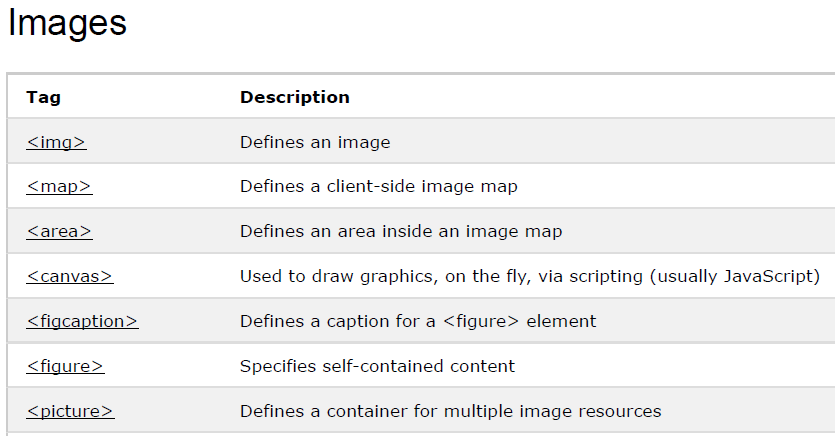 Images
Tag Description
<img> Defines an image
<map> Defines a client-side image map
<area> Defines an area inside an image map
<canvas> Used to draw graphics, on the fly, via scripting (usually JavaScript)
<figcaption> Defines a caption for a <figure> element
<figure> Specifies self-contained content
<picture> Defines a container for multiple image resources